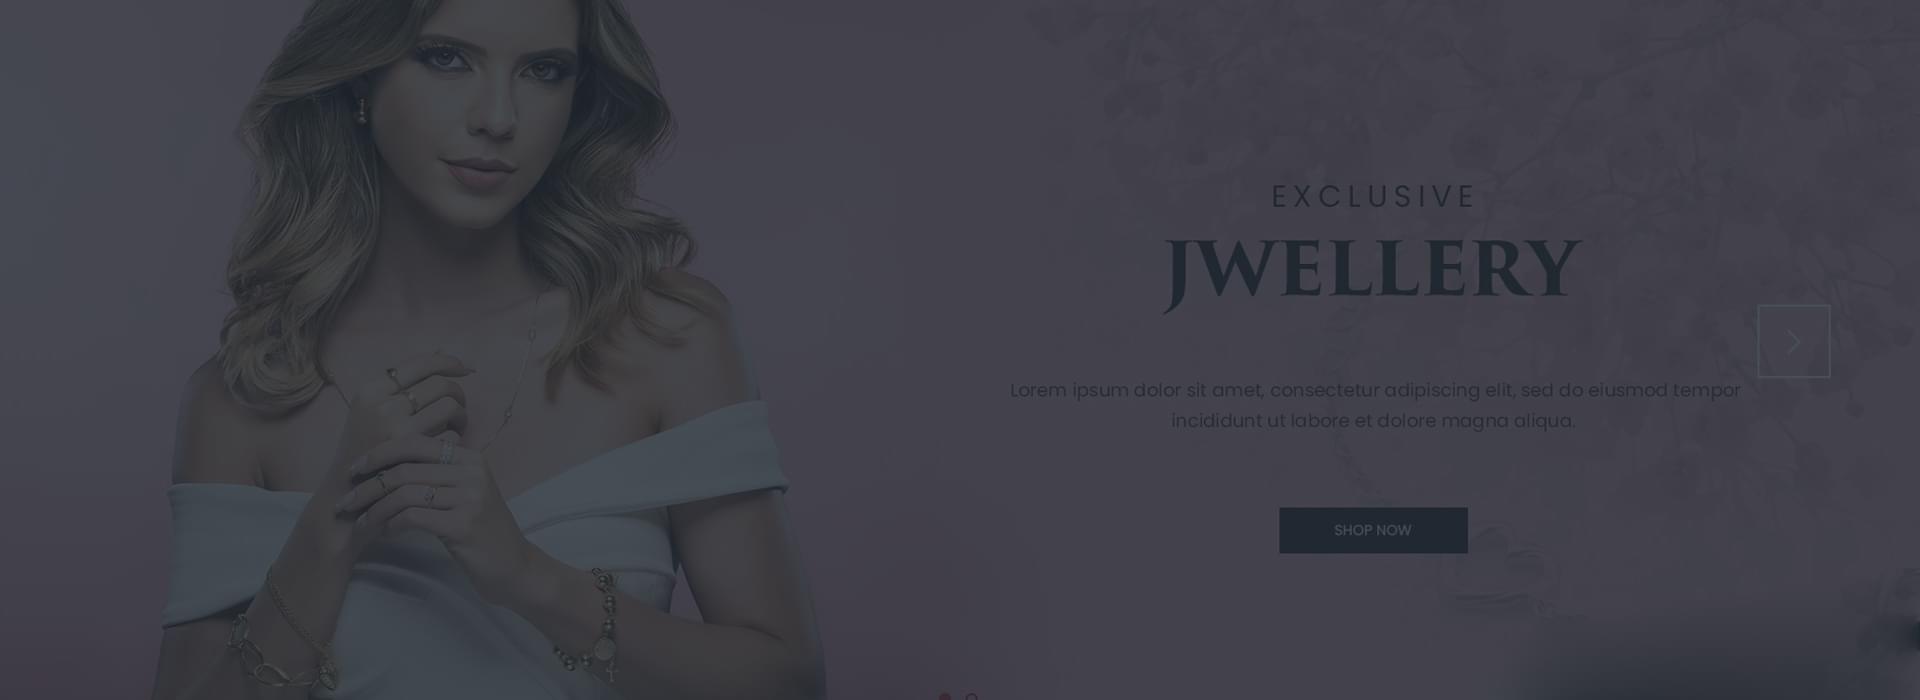 EXCLUSIVE
JWELLERY
Lorem ipsum dolor sit amet, consectetur adipiscing elit, sed do eiusmod tempor
incididunt ut labore et dolore magna aliqua.
SHOP NOW